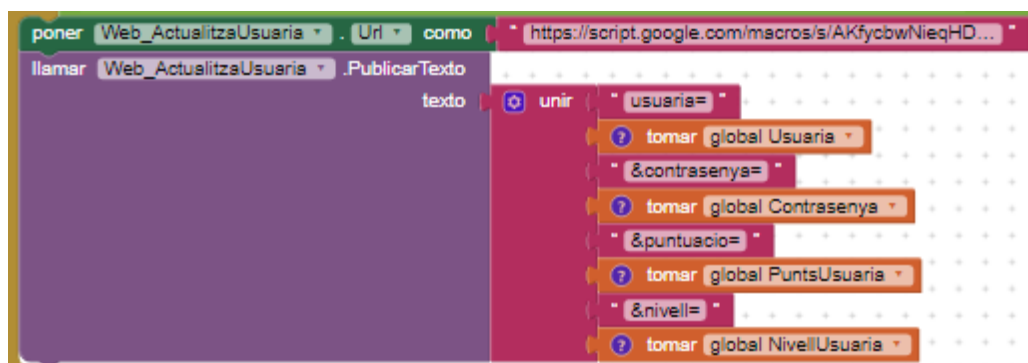 poner Web_ActualitzaUsuaria . Url como " https://script.google.com/macros/s/AKfycbwNieqHD... "
llamar Web_ActualitzaUsuaria .PublicarTexto
texto unir " usuaria= "
? tomar global Usuaria
" &contrasenya= "
? tomar global Contrasenya
" &puntuacio= "
? tomar global PuntsUsuaria
" &nivell= "
? tomar global NivellUsuaria